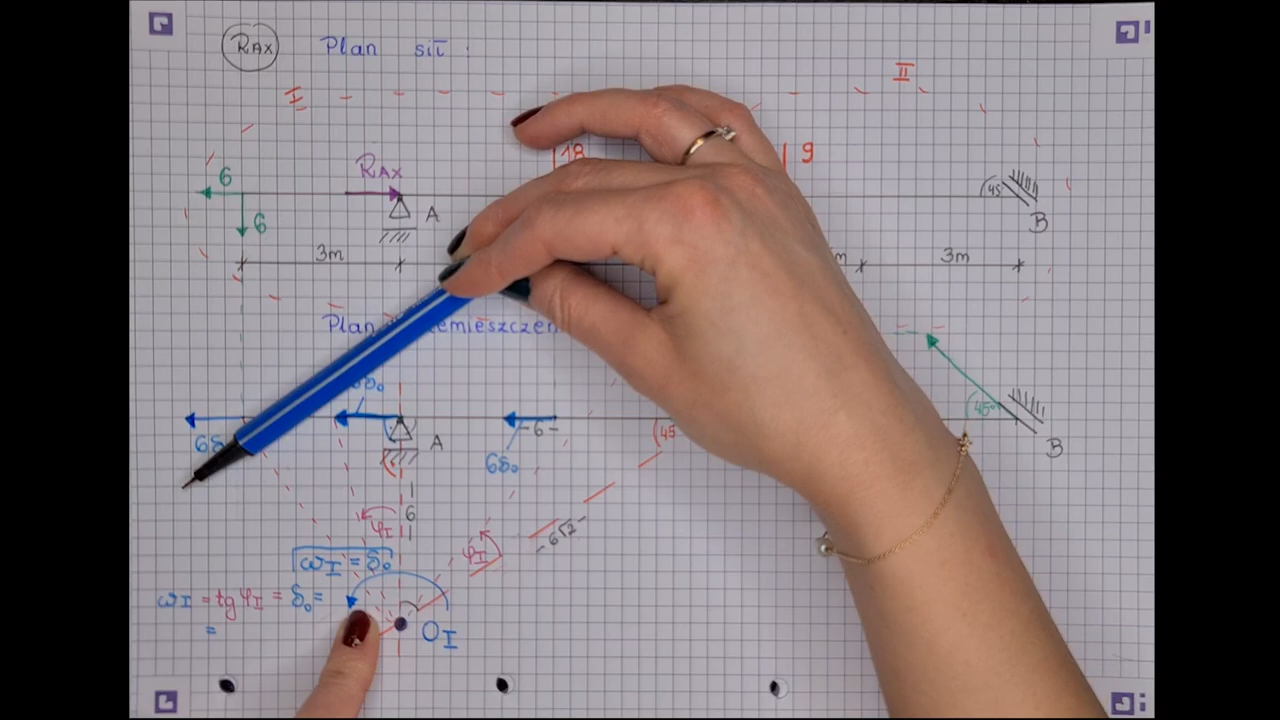 RAX Plan sił :
I II
6 RAX 18 9 45
6 A B
3m m 3m
Plan
6δ₀ 45°
6δ -6- 45 A B
6δ₀
6
φI φI -6√2-
ωI = δ₀
ωI = tg φI = δ₀ =
= OI